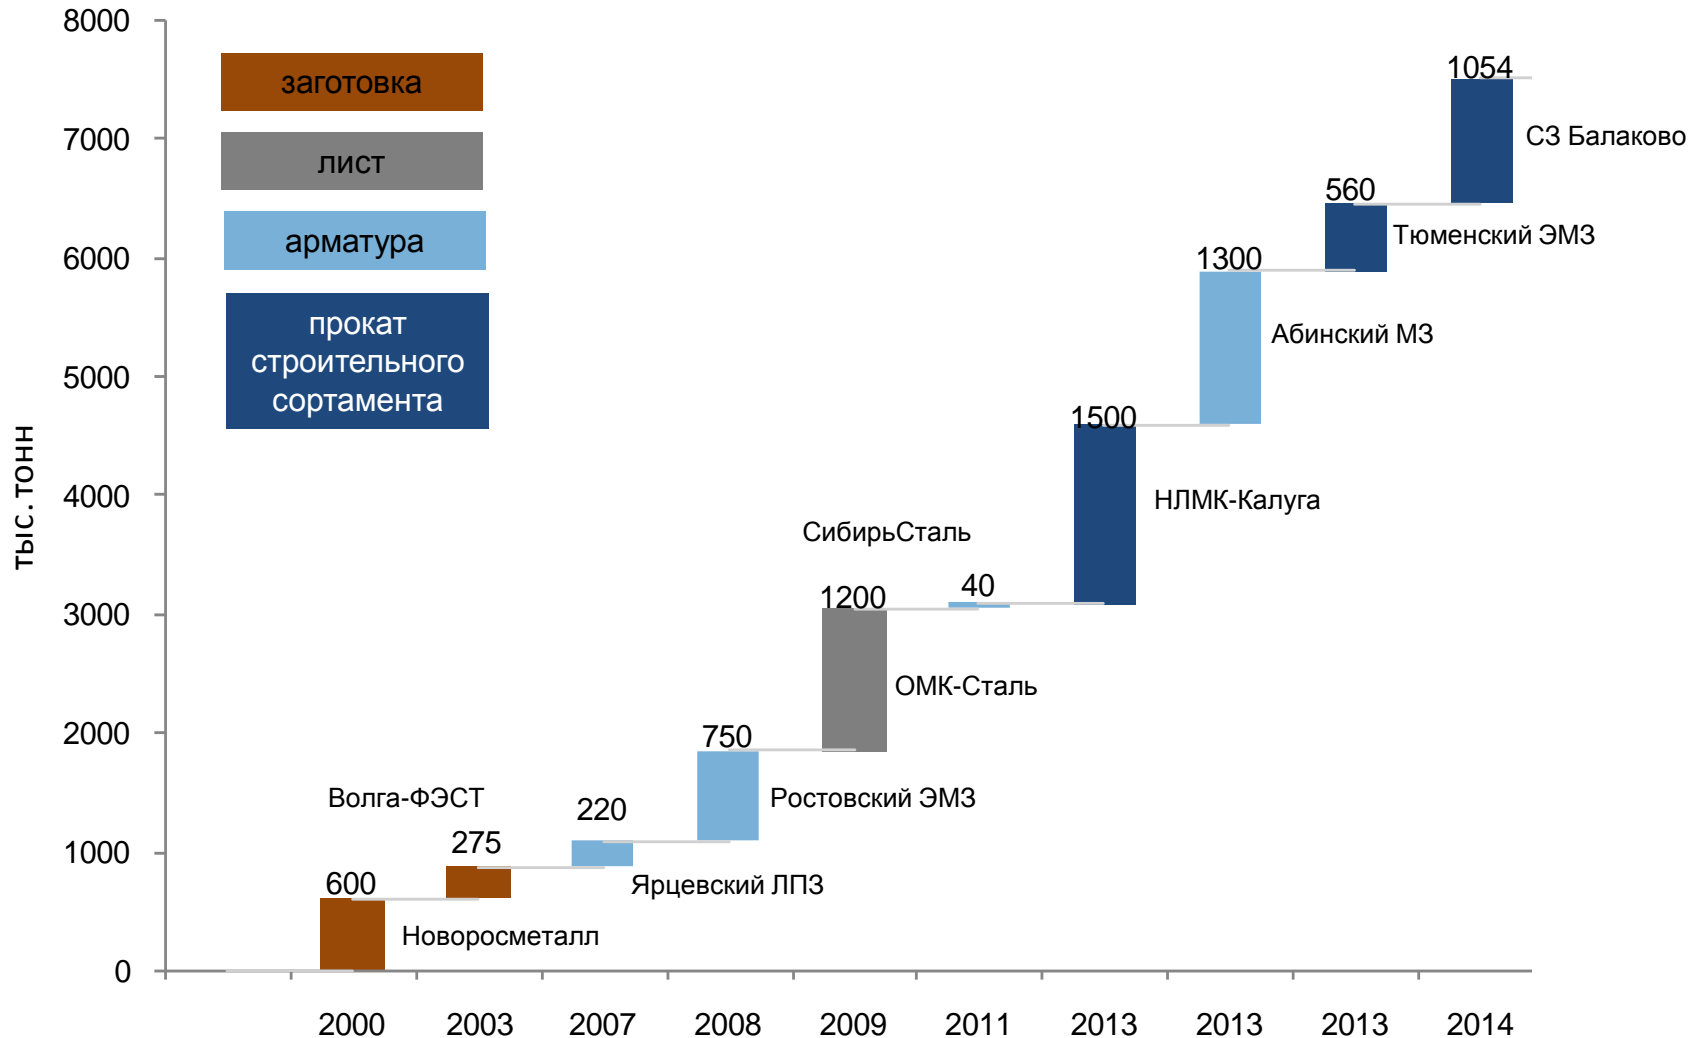 8000
7000
6000
5000
4000
3000
2000
1000
0
тыс. тонн
заготовка
лист
арматура
прокат
строительного
сортамента
600
Новоросметалл
Волга-ФЭСТ
275
220
Ярцевский ЛПЗ
750
Ростовский ЭМЗ
1200
ОМК-Сталь
СибирьСталь
40
1500
НЛМК-Калуга
1300
Абинский МЗ
560
Тюменский ЭМЗ
1054
СЗ Балаково
2000 2003 2007 2008 2009 2011 2013 2013 2013 2014